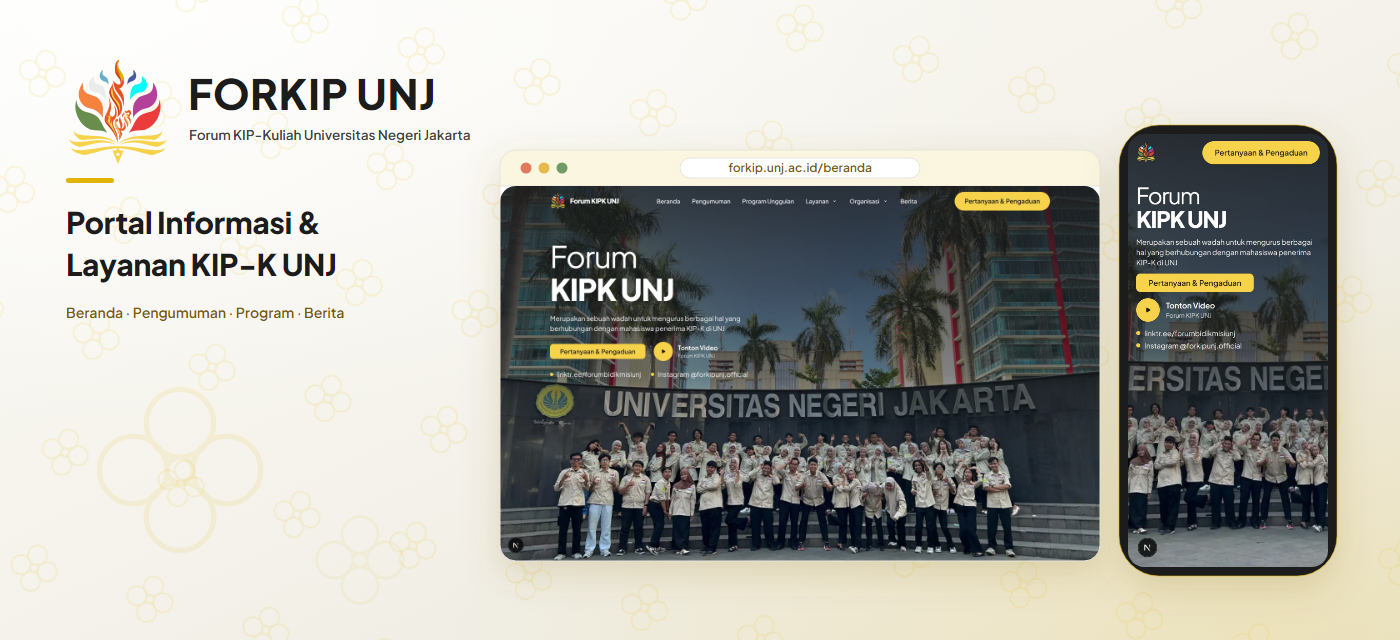 FORKIP UNJ
Forum KIP-Kuliah Universitas Negeri Jakarta
Portal Informasi &
Layanan KIP-K UNJ
Beranda · Pengumuman · Program · Berita
forkip.unj.ac.id/beranda
Forum KIPK UNJ
Beranda Pengumuman Program Unggulan Layanan Organisasi Berita
Pertanyaan & Pengaduan
Forum
KIPK UNJ
Merupakan sebuah wadah untuk mengurus berbagai hal yang
berhubungan dengan mahasiswa penerima KIP-K di UNJ
Pertanyaan & Pengaduan
Tonton Video
Forum KIPK UNJ
linktr.ee/forumbidikmisiunj
Instagram @forkipunj.official
UNIVERSITAS NEGERI JAKARTA
N
Pertanyaan & Pengaduan
Forum
KIPK UNJ
Merupakan sebuah wadah untuk mengurus berbagai
hal yang berhubungan dengan mahasiswa penerima
KIP-K di UNJ
Pertanyaan & Pengaduan
Tonton Video
Forum KIPK UNJ
linktr.ee/forumbidikmisiunj
Instagram @forkipunj.official
ERSITAS NEGE
N